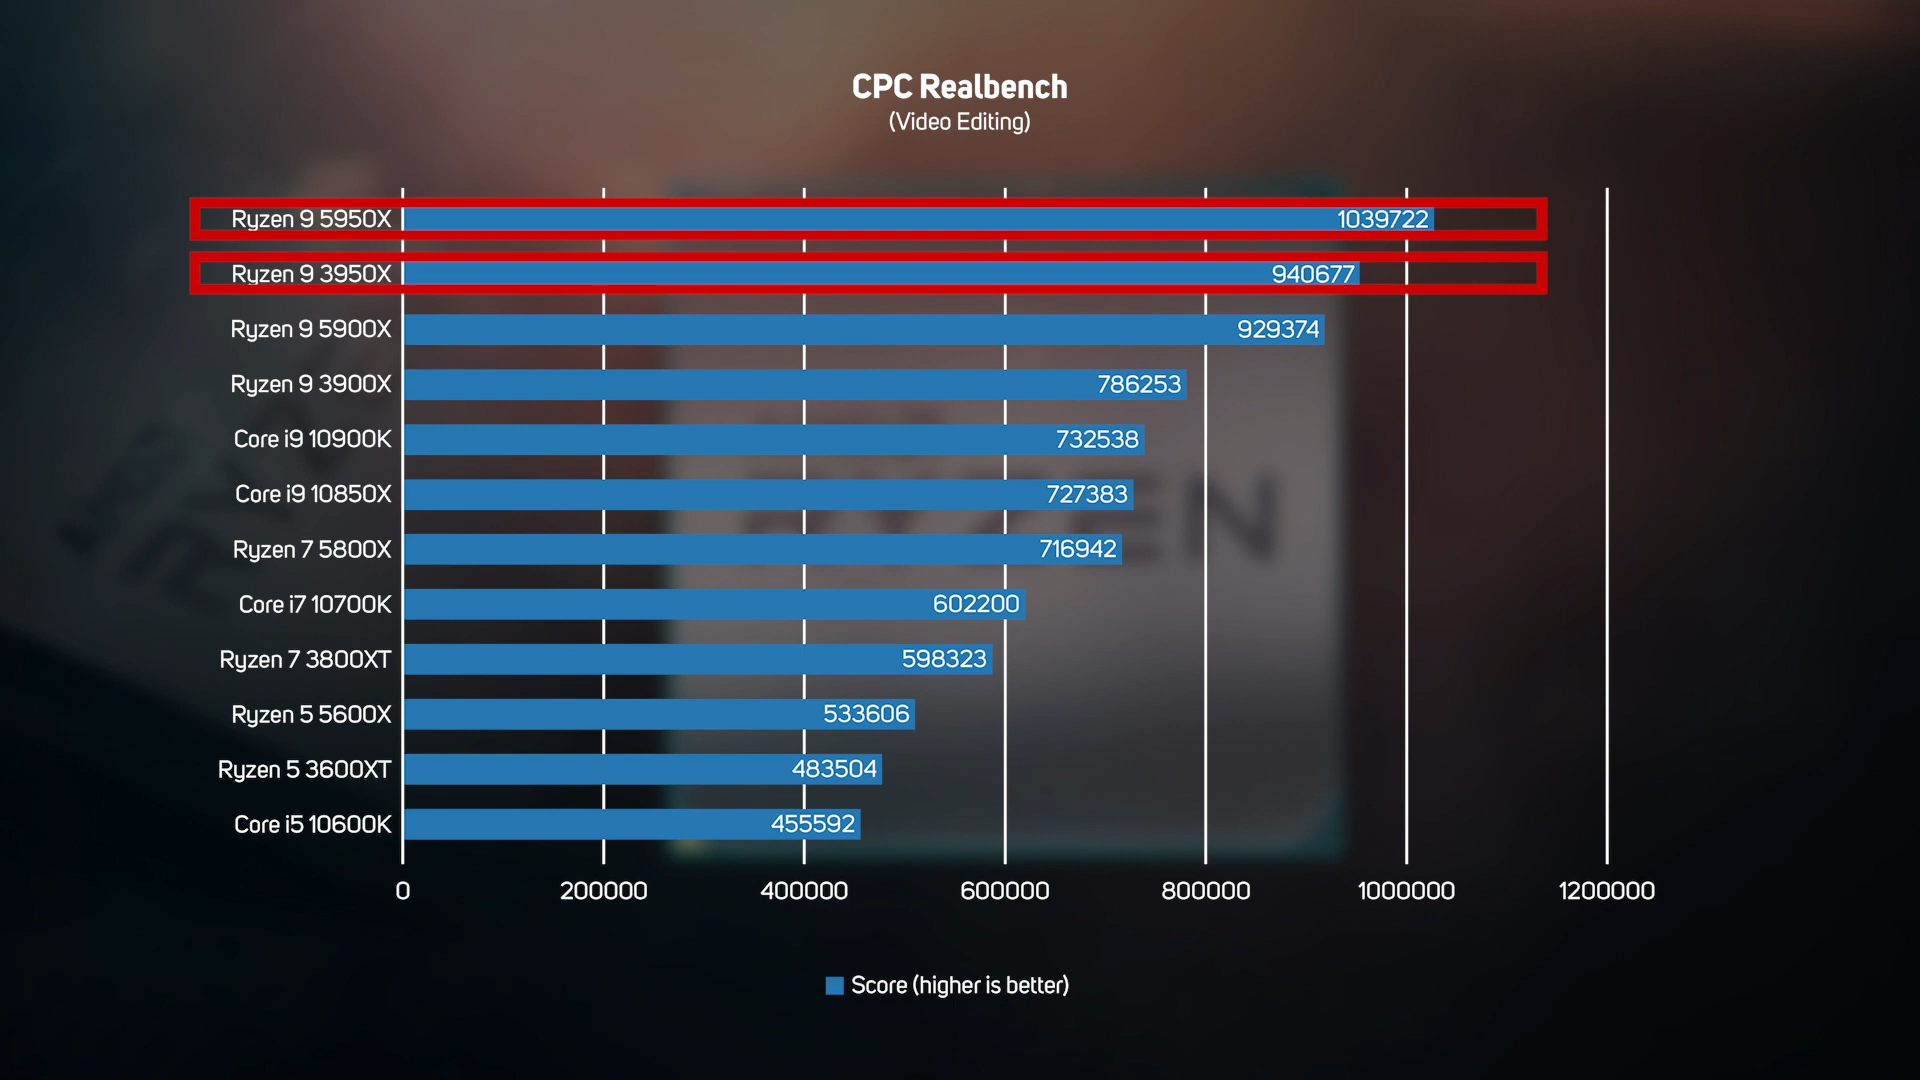 CPC Realbench
(Video Editing)
Ryzen 9 5950X 1039722
Ryzen 9 3950X 940677
Ryzen 9 5900X 929374
Ryzen 9 3900X 786253
Core i9 10900K 732538
Core i9 10850X 727383
Ryzen 7 5800X 716942
Core i7 10700K 602200
Ryzen 7 3800XT 598323
Ryzen 5 5600X 533606
Ryzen 5 3600XT 483504
Core i5 10600K 455592
0 200000 400000 600000 800000 1000000 1200000
Score (higher is better)
RYZEN